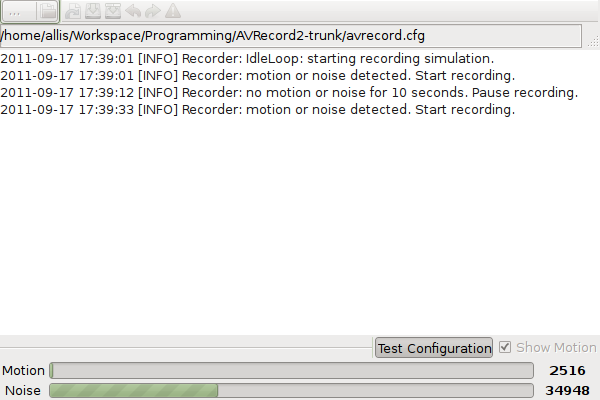 ...
/home/allis/Workspace/Programming/AVRecord2-trunk/avrecord.cfg
2011-09-17 17:39:01 [INFO] Recorder: IdleLoop: starting recording simulation.
2011-09-17 17:39:01 [INFO] Recorder: motion or noise detected. Start recording.
2011-09-17 17:39:12 [INFO] Recorder: no motion or noise for 10 seconds. Pause recording.
2011-09-17 17:39:33 [INFO] Recorder: motion or noise detected. Start recording.
Test Configuration Show Motion
Motion 2516
Noise 34948